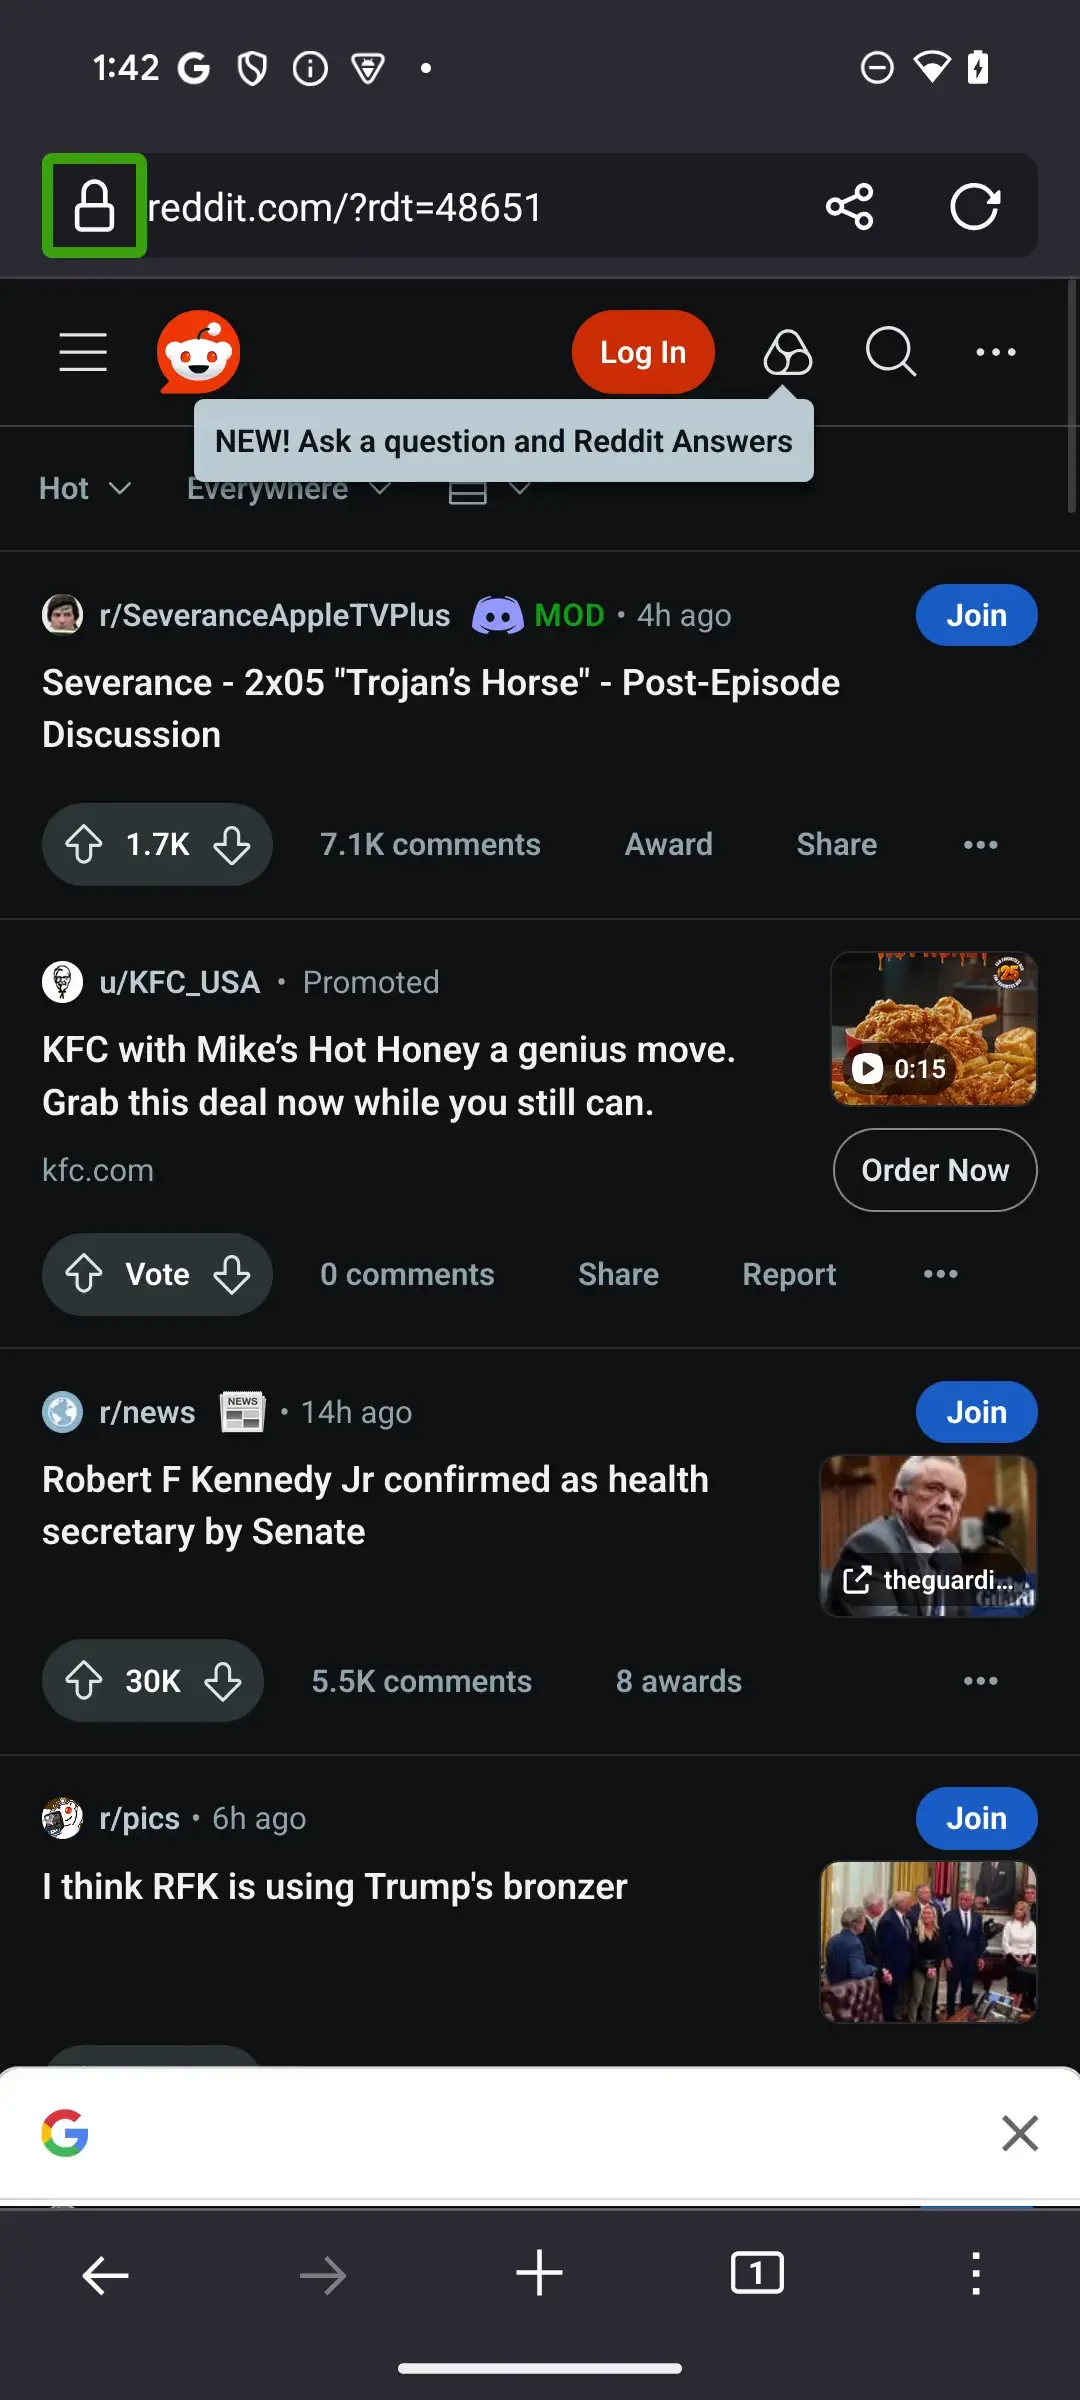 1:42
reddit.com/?rdt=48651
Log In
NEW! Ask a question and Reddit Answers
Hot
Everywhere
r/SeveranceAppleTVPlus MOD • 4h ago
Join
Severance - 2x05 "Trojan’s Horse" - Post-Episode
Discussion
1.7K
7.1K comments
Award
Share
u/KFC_USA • Promoted
KFC with Mike’s Hot Honey a genius move.
Grab this deal now while you still can.
25
0:15
kfc.com
Order Now
Vote
0 comments
Share
Report
r/news NEWS • 14h ago
Join
Robert F Kennedy Jr confirmed as health
secretary by Senate
theguardi...
30K
5.5K comments
8 awards
r/pics • 6h ago
Join
I think RFK is using Trump's bronzer
1